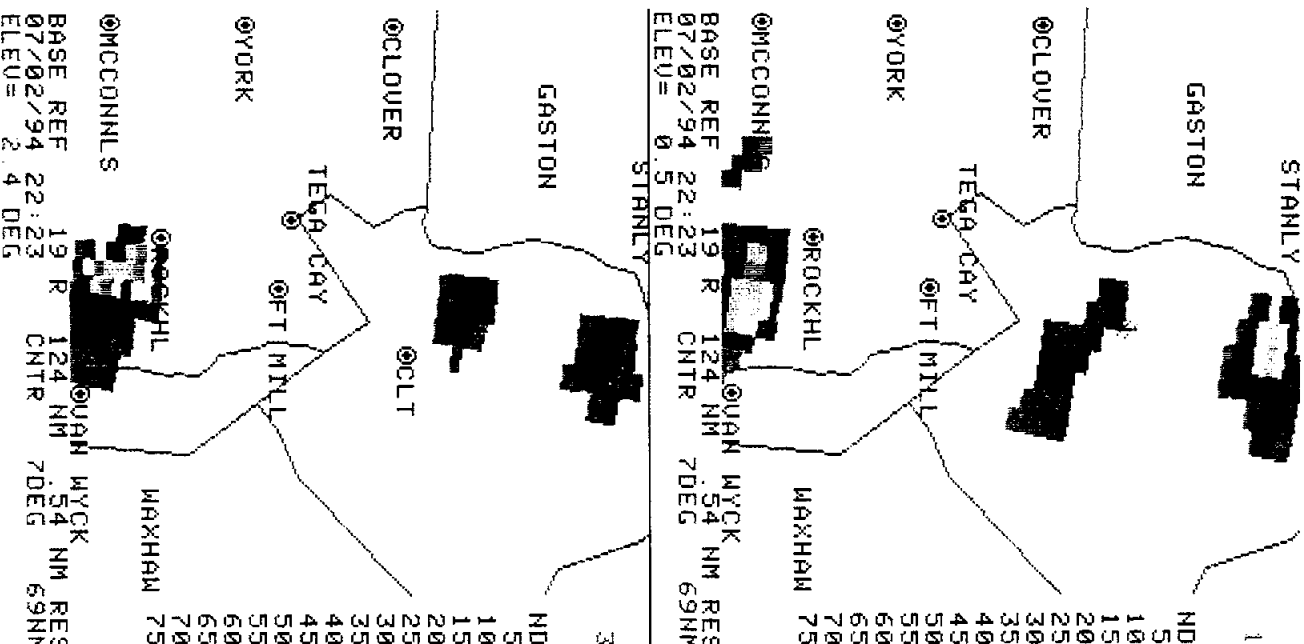 STANLY
1
GASTON
ND
5
10
15
20
25
CLOVER
30
35
40
TEGA CAY
45
FT MILL
50
55
YORK
60
65
70
ROCKHL
75
WAXHAW
MCCONNLS
VAN WYCK
BASE REF 19 R 124 NM .54 NM RES
07/02/94 22:23 CNTR 7DEG 69NM
ELEV= 0.5 DEG
STANLY
3
GASTON
ND
5
10
15
20
CLT
25
CLOVER
30
35
40
TEGA CAY
45
FT MILL
50
55
YORK
60
65
70
ROCKHL
75
WAXHAW
MCCONNLS
VAN WYCK
BASE REF 19 R 124 NM .54 NM RES
07/02/94 22:23 CNTR 7DEG 69NM
ELEV= 2.4 DEG